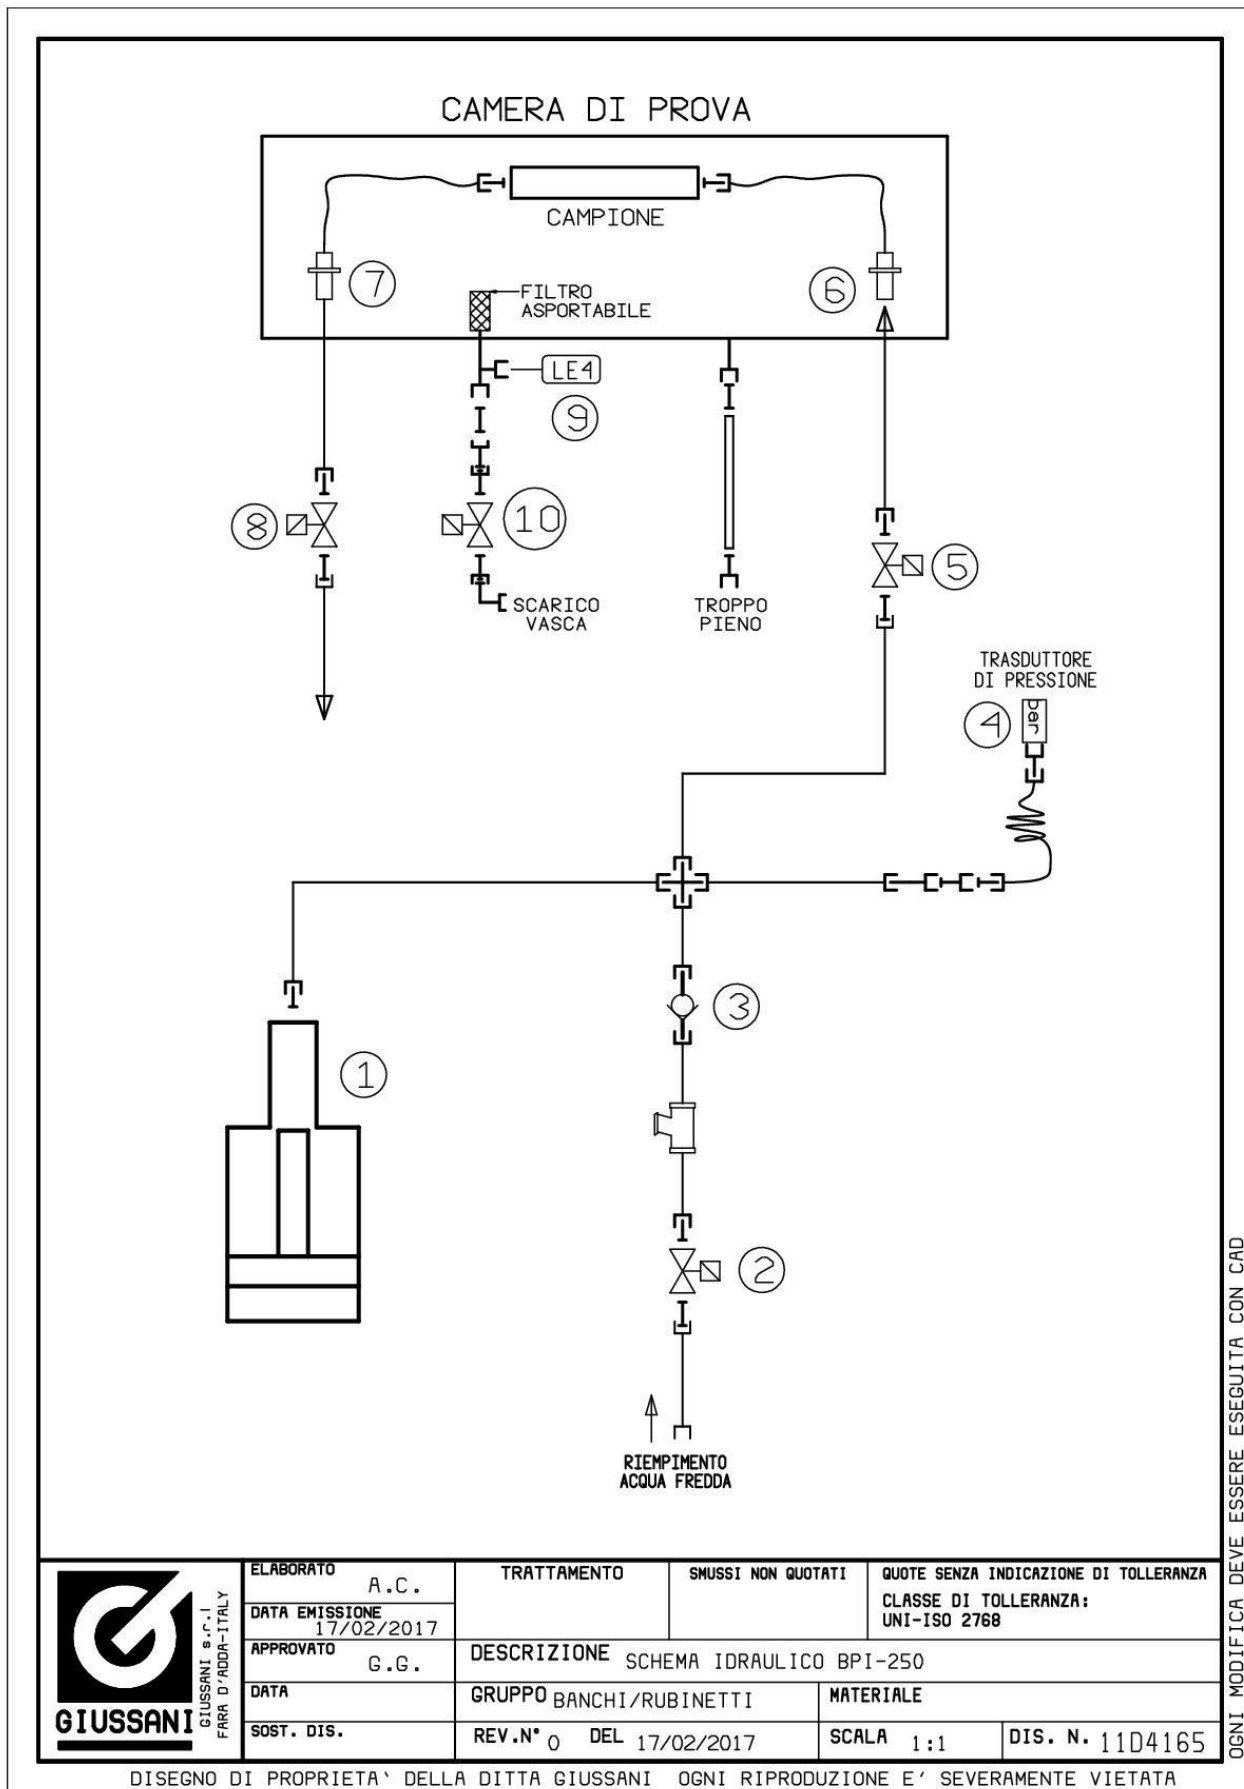 CAMERA DI PROVA
CAMPIONE
7
6
FILTRO
ASPORTABILE
LE4
9
8
10
5
SCARICO
VASCA
TROPPO
PIENO
TRASDUTTORE
DI PRESSIONE
4
bar
3
1
2
RIEMPIMENTO
ACQUA FREDDA
OGNI MODIFICA DEVE ESSERE ESEGUITA CON CAD
GIUSSANI
GIUSSANI s.r.l
FARA D'ADDA-ITALY
ELABORATO
A.C.
DATA EMISSIONE
17/02/2017
APPROVATO
G.G.
DATA
SOST. DIS.
TRATTAMENTO
SMUSSI NON QUOTATI
QUOTE SENZA INDICAZIONE DI TOLLERANZA
CLASSE DI TOLLERANZA:
UNI-ISO 2768
DESCRIZIONE SCHEMA IDRAULICO BPI-250
GRUPPO BANCHI/RUBINETTI
MATERIALE
REV.N° 0 DEL 17/02/2017
SCALA 1:1
DIS. N. 11D4165
DISEGNO DI PROPRIETA' DELLA DITTA GIUSSANI OGNI RIPRODUZIONE E' SEVERAMENTE VIETATA